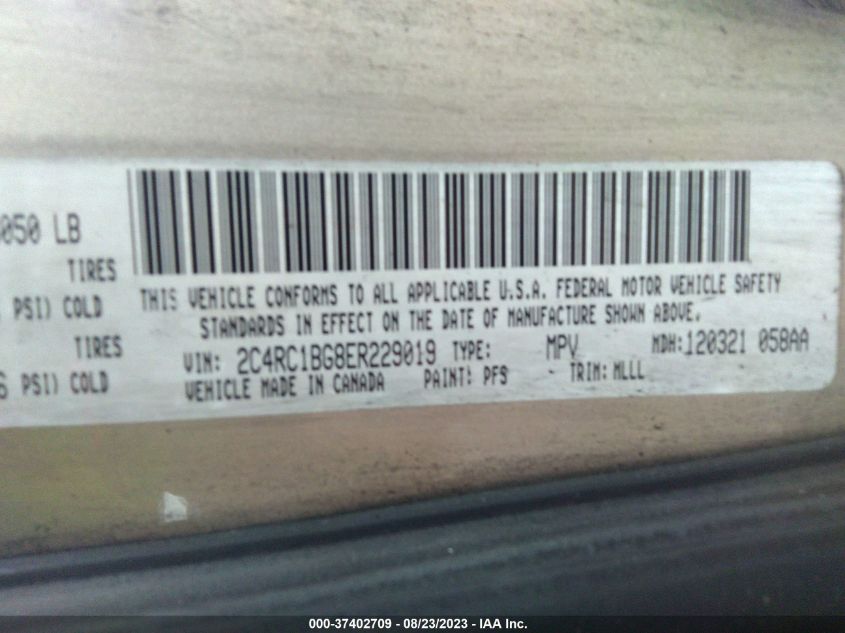 050 LB
TIRES
PSI) COLD
TIRES
PSI) COLD
THIS VEHICLE CONFORMS TO ALL APPLICABLE U.S.A. FEDERAL MOTOR VEHICLE SAFETY
STANDARDS IN EFFECT ON THE DATE OF MANUFACTURE SHOWN ABOVE.
VIN: 2C4RC1BG8ER229019 TYPE: MPV MDH:120321 058AA
VEHICLE MADE IN CANADA PAINT: PFS TRIM: MLLL
000-37402709 - 08/23/2023 - IAA Inc.